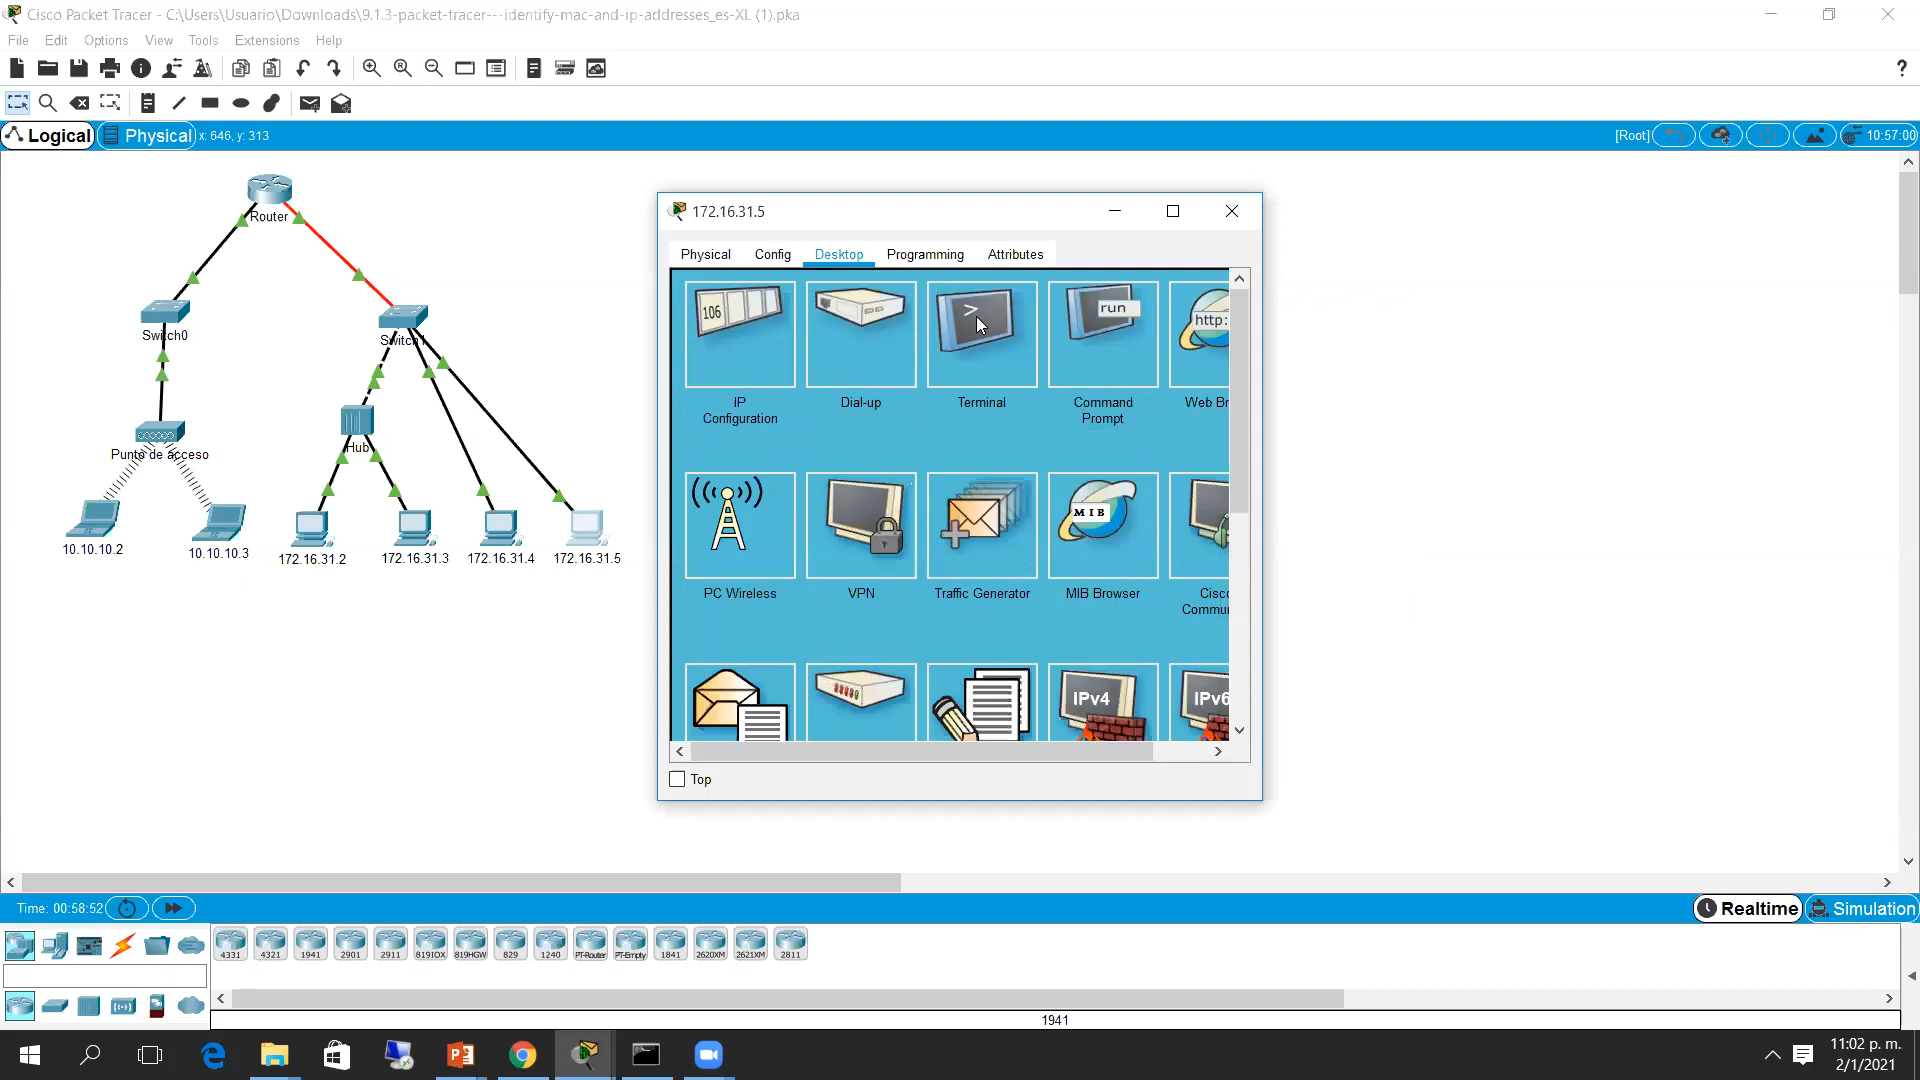 Cisco Packet Tracer - C:\Users\Usuario\Downloads\9.1.3-packet-tracer---identify-mac-and-ip-addresses_es-XL (1).pka
File Edit Options View Tools Extensions Help
?
Logical Physical x: 646, y: 313 [Root] 10:57:00
Router
Switch0
Switch1
Hub
Punto de acceso
10.10.10.2
10.10.10.3
172.16.31.2
172.16.31.3
172.16.31.4
172.16.31.5
172.16.31.5
Physical Config Desktop Programming Attributes
106
>
run
http:
IP Configuration
Dial-up
Terminal
Command Prompt
Web Br
MIB
PC Wireless
VPN
Traffic Generator
MIB Browser
Cisco
Commun
IPv4
IPv6
Top
Time: 00:58:52
Realtime Simulation
4331 4321 1941 2901 2911 819IOX 819HGW 829 1240 PT-Router PT-Empty 1841 2620XM 2621XM 2811
1941
11:02 p. m.
2/1/2021